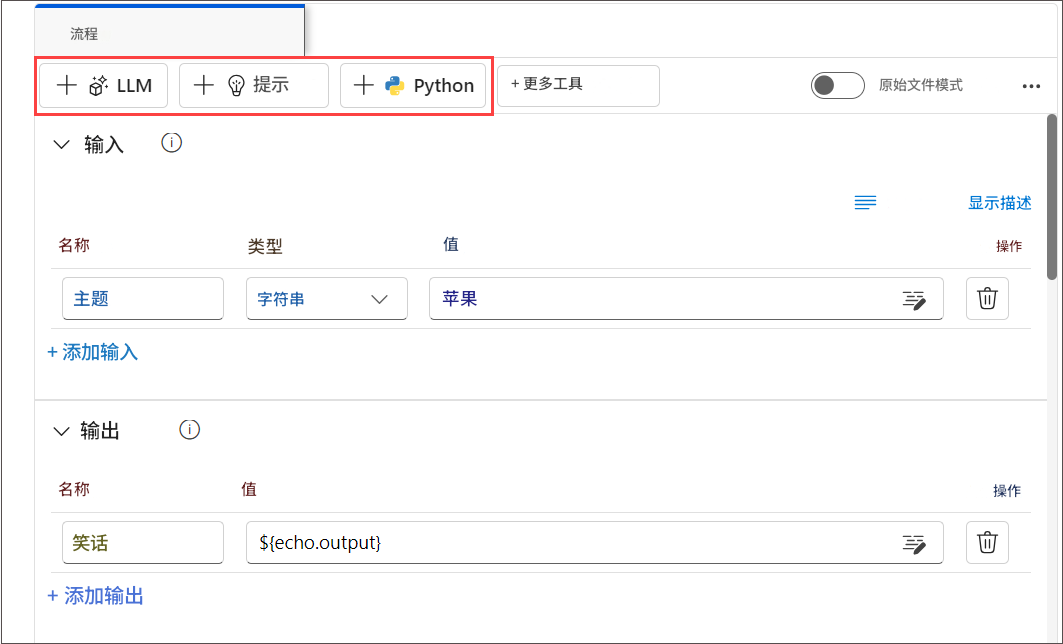 流程
+ LLM + 提示 + Python + 更多工具 原始文件模式 ...
输入
显示描述
名称 类型 值 操作
主题 字符串 苹果
+ 添加输入
输出
名称 值 操作
笑话 ${echo.output}
+ 添加输出